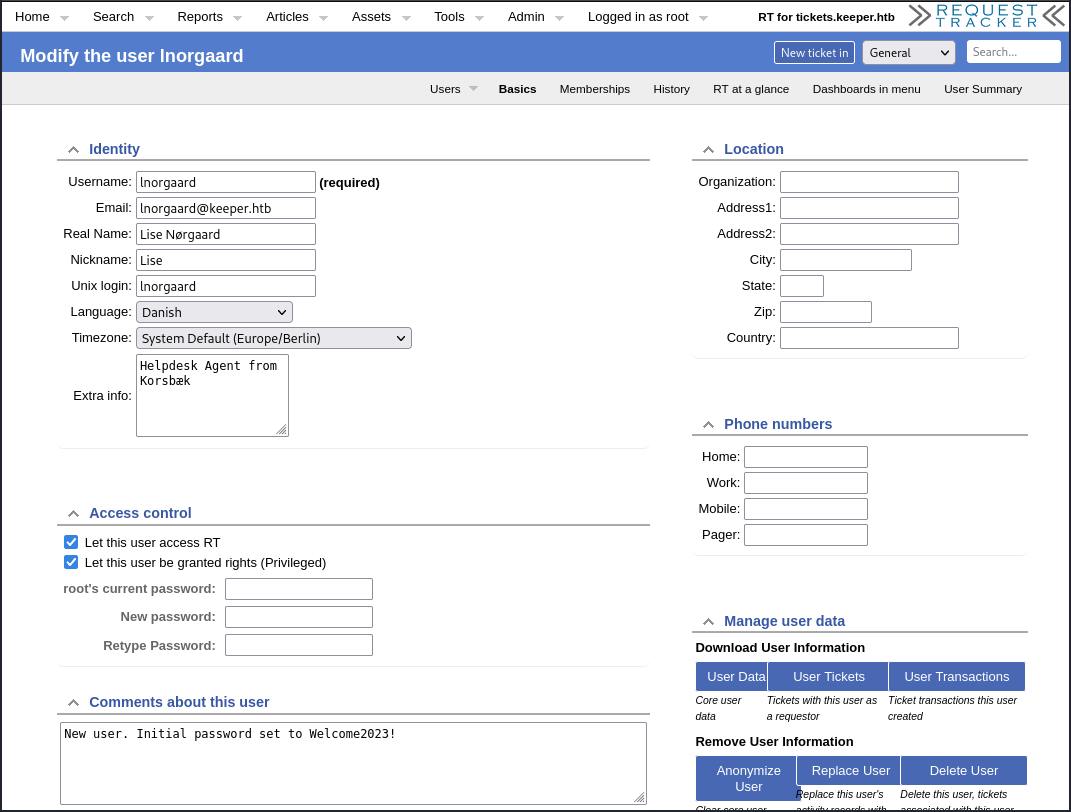 Home Search Reports Articles Assets Tools Admin Logged in as root RT for tickets.keeper.htb REQUEST TRACKER
Modify the user lnorgaard New ticket in General Search...
Users Basics Memberships History RT at a glance Dashboards in menu User Summary
Identity
Username: lnorgaard (required)
Email: lnorgaard@keeper.htb
Real Name: Lise Nørgaard
Nickname: Lise
Unix login: lnorgaard
Language: Danish
Timezone: System Default (Europe/Berlin)
Extra info: Helpdesk Agent from
Korsbæk
Access control
Let this user access RT
Let this user be granted rights (Privileged)
root's current password:
New password:
Retype Password:
Comments about this user
New user. Initial password set to Welcome2023!
Location
Organization:
Address1:
Address2:
City:
State:
Zip:
Country:
Phone numbers
Home:
Work:
Mobile:
Pager:
Manage user data
Download User Information
User Data User Tickets User Transactions
Core user data Tickets with this user as a requestor Ticket transactions this user created
Remove User Information
Anonymize User Replace User Delete User
Clear core user Replace this user's activity records with Delete this user, tickets associated with this user